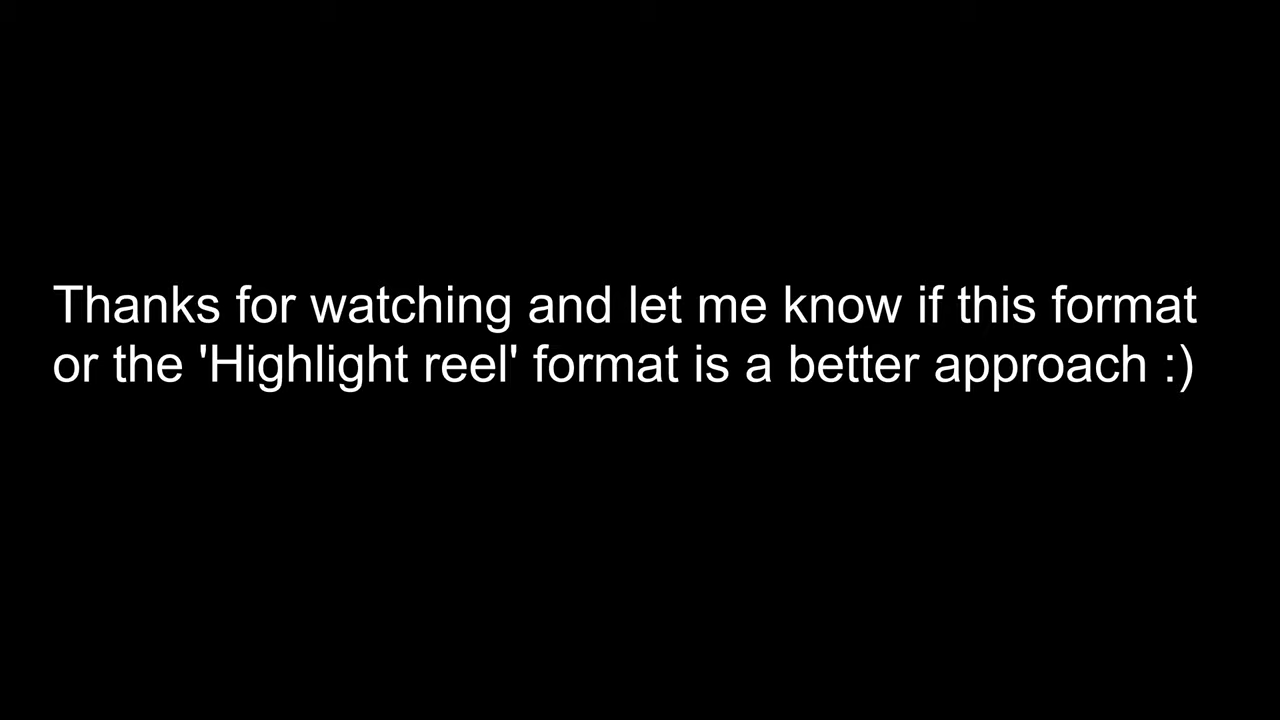 Thanks for watching and let me know if this format
or the 'Highlight reel' format is a better approach :)